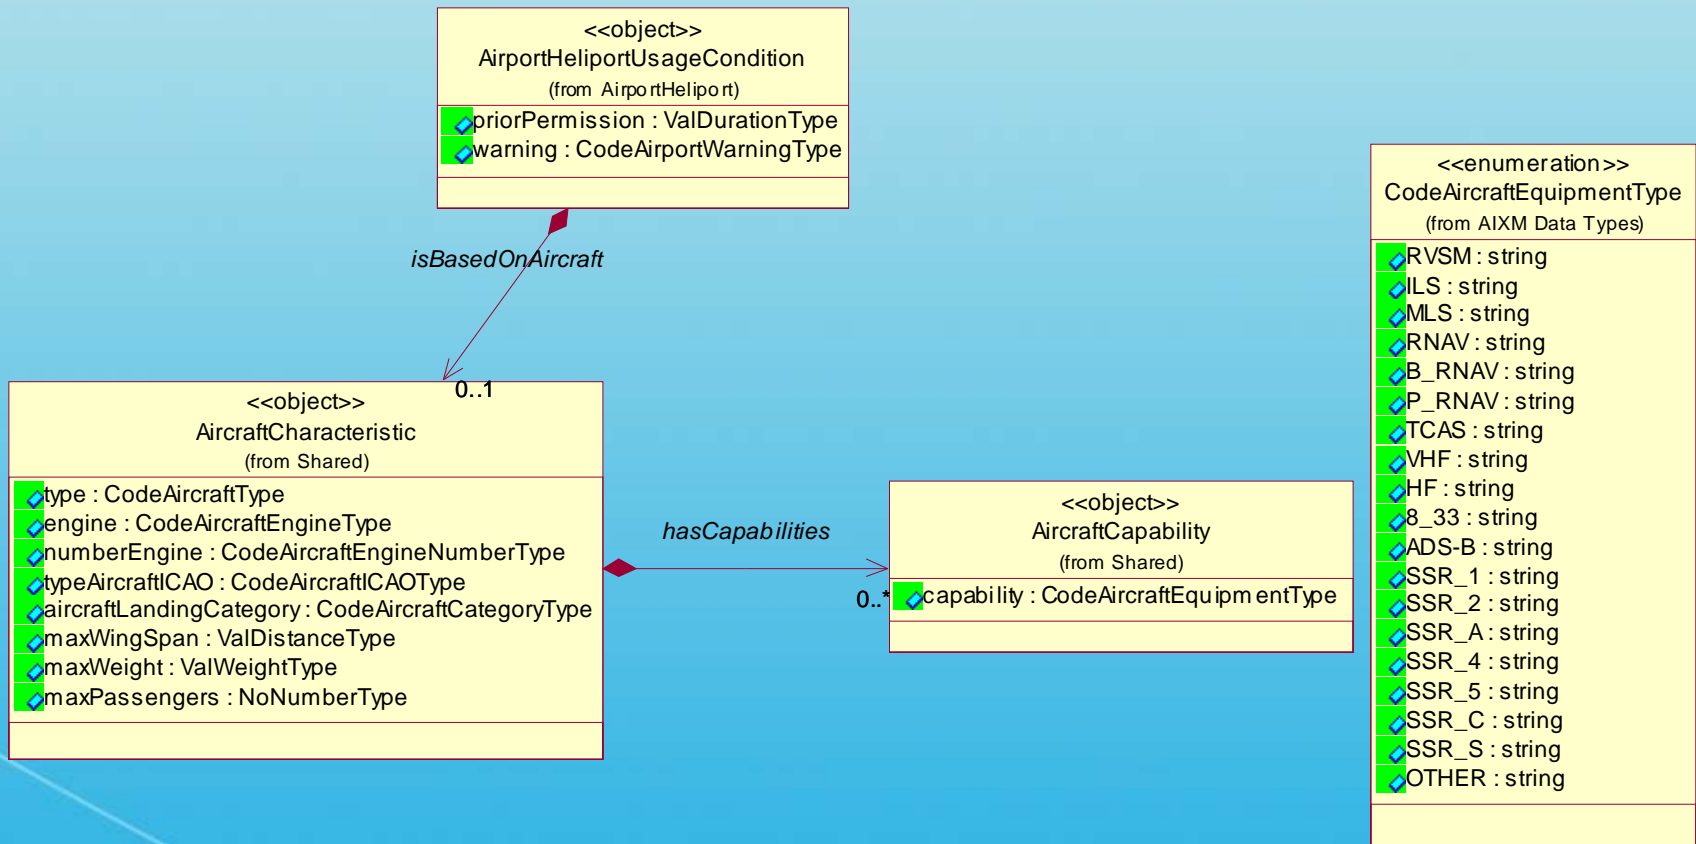 <<object>>
AirportHeliportUsageCondition
(from AirportHeliport)
priorPermission : ValDurationType
warning : CodeAirportWarningType
isBasedOnAircraft
0..1
<<object>>
AircraftCharacteristic
(from Shared)
type : CodeAircraftType
engine : CodeAircraftEngineType
numberEngine : CodeAircraftEngineNumberType
typeAircraftICAO : CodeAircraftICAOType
aircraftLandingCategory : CodeAircraftCategoryType
maxWingSpan : ValDistanceType
maxWeight : ValWeightType
maxPassengers : NoNumberType
hasCapabilities
0..*
<<object>>
AircraftCapability
(from Shared)
capability : CodeAircraftEquipmentType
<<enumeration>>
CodeAircraftEquipmentType
(from AIXM Data Types)
RVSM : string
ILS : string
MLS : string
RNAV : string
B_RNAV : string
P_RNAV : string
TCAS : string
VHF : string
HF : string
8_33 : string
ADS-B : string
SSR_1 : string
SSR_2 : string
SSR_A : string
SSR_4 : string
SSR_5 : string
SSR_C : string
SSR_S : string
OTHER : string